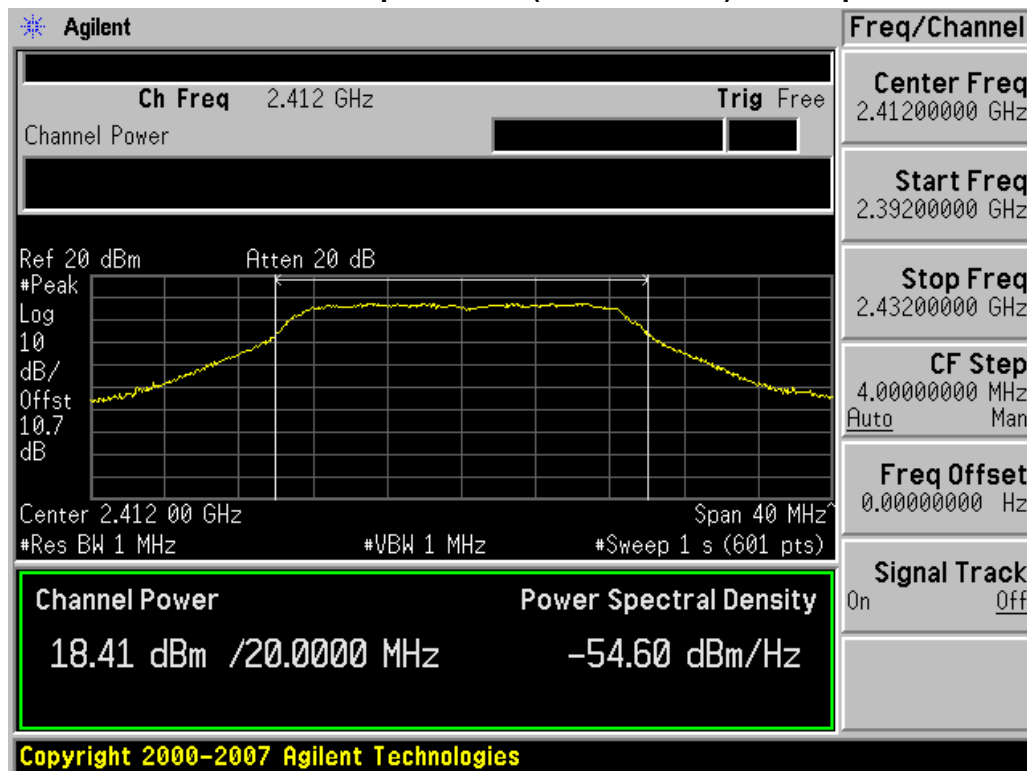 Agilent
Freq/Channel
Ch Freq 2.412 GHz Trig Free
Channel Power
Center Freq
2.41200000 GHz
Start Freq
2.39200000 GHz
Stop Freq
2.43200000 GHz
CF Step
4.00000000 MHz
Auto Man
Freq Offset
0.00000000 Hz
Signal Track
On Off
Ref 20 dBm Atten 20 dB
#Peak
Log
10
dB/
Offst
10.7
dB
Center 2.412 00 GHz Span 40 MHz^
#Res BW 1 MHz #VBW 1 MHz #Sweep 1 s (601 pts)
Channel Power Power Spectral Density
18.41 dBm /20.0000 MHz -54.60 dBm/Hz
Copyright 2000-2007 Agilent Technologies